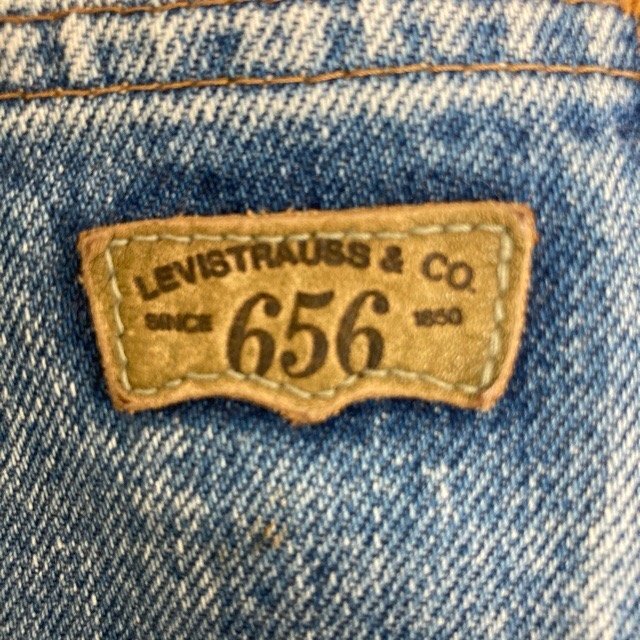 LEVISTRAUSS & CO.
SINCE 656 1850